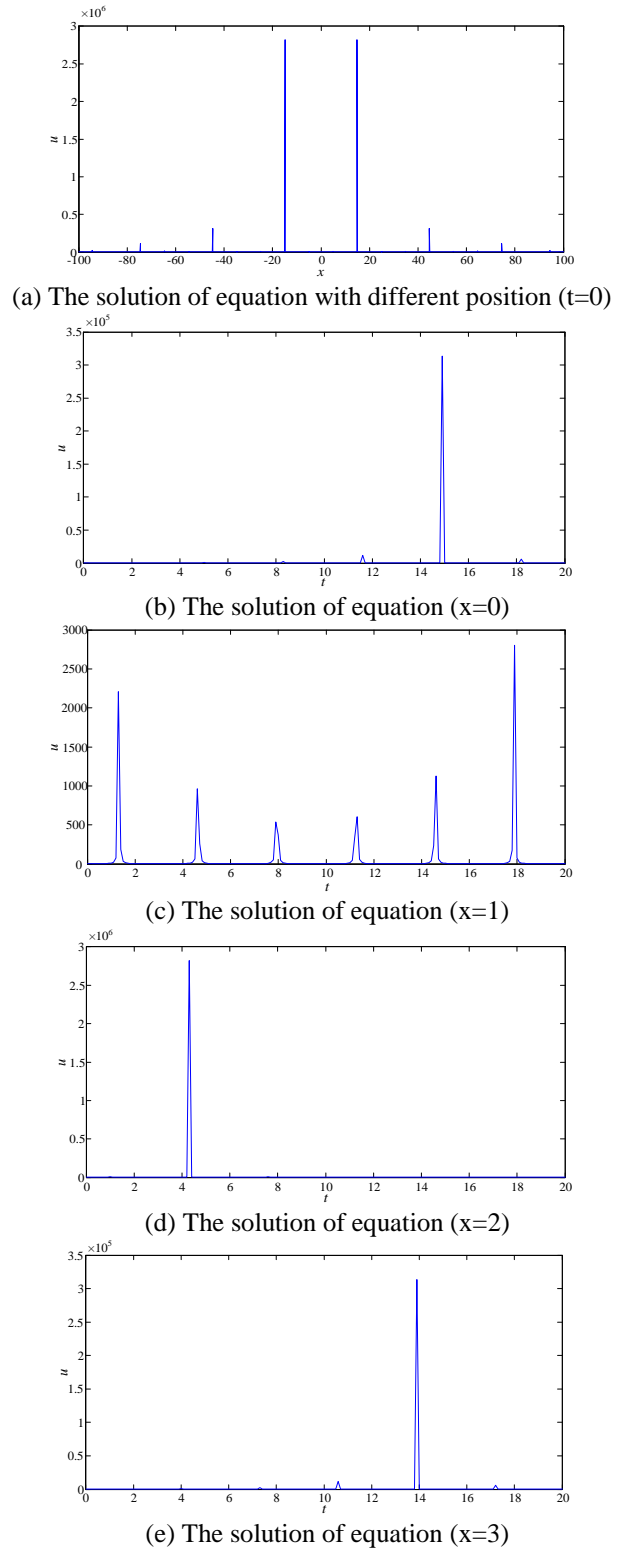 ×10^6
3
2.5
2
1.5
1
0.5
0
u
-100 -80 -60 -40 -20 0 20 40 60 80 100
x
(a) The solution of equation with different position (t=0)
×10^5
3.5
3
2.5
2
1.5
1
0.5
0
u
0 2 4 6 8 10 12 14 16 18 20
t
(b) The solution of equation (x=0)
3000
2500
2000
1500
1000
500
0
u
0 2 4 6 8 10 12 14 16 18 20
t
(c) The solution of equation (x=1)
×10^6
3
2.5
2
1.5
1
0.5
0
u
0 2 4 6 8 10 12 14 16 18 20
t
(d) The solution of equation (x=2)
×10^5
3.5
3
2.5
2
1.5
1
0.5
0
u
0 2 4 6 8 10 12 14 16 18 20
t
(e) The solution of equation (x=3)